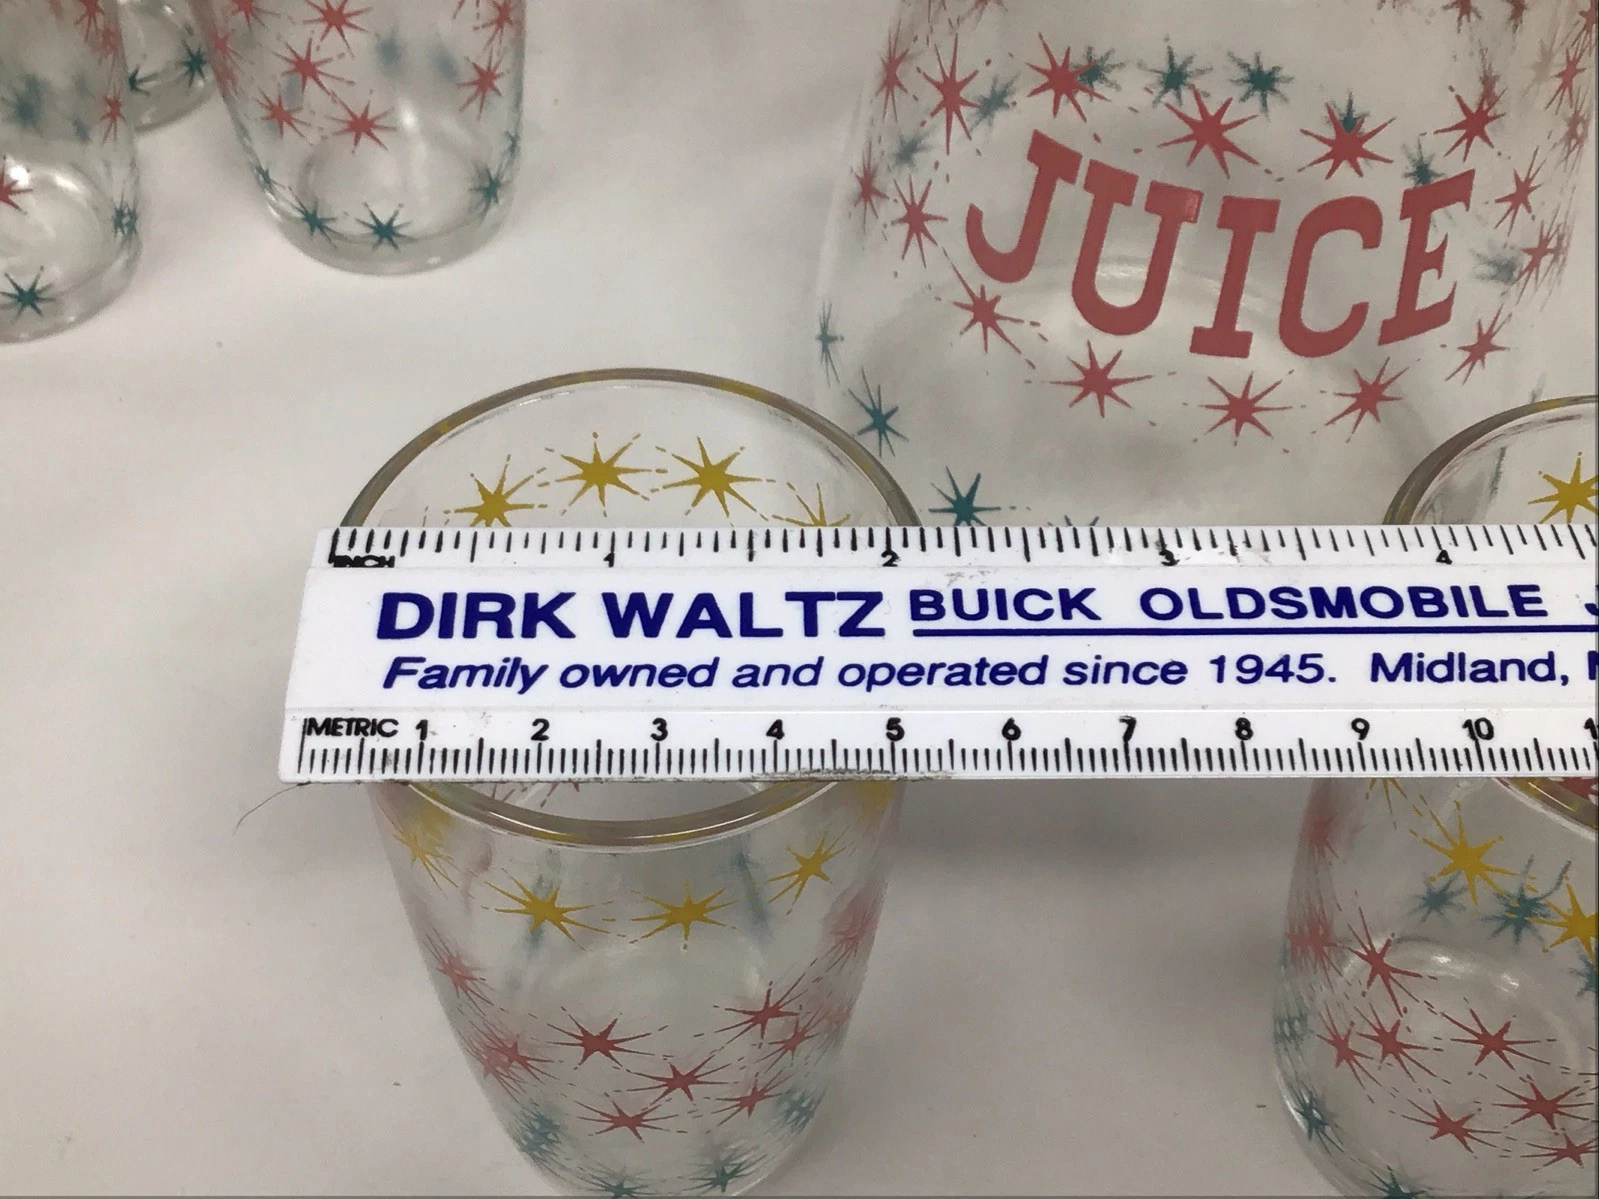 JUICE
INCH 1 2 3 4
DIRK WALTZ BUICK OLDSMOBILE
Family owned and operated since 1945. Midland,
METRIC 1 2 3 4 5 6 7 8 9 10